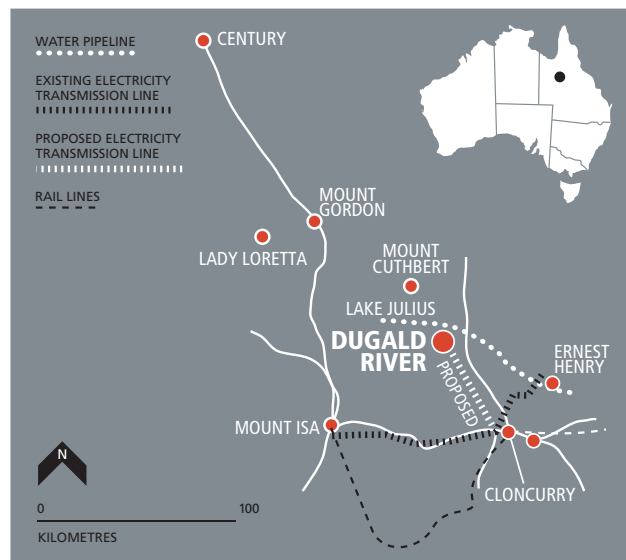 WATER PIPELINE
EXISTING ELECTRICITY
TRANSMISSION LINE
PROPOSED ELECTRICITY
TRANSMISSION LINE
RAIL LINES
CENTURY
MOUNT
GORDON
LADY LORETTA
MOUNT
CUTHBERT
LAKE JULIUS
DUGALD
RIVER
PROPOSED
ERNEST
HENRY
MOUNT ISA
CLONCURRY
N
0 100
KILOMETRES